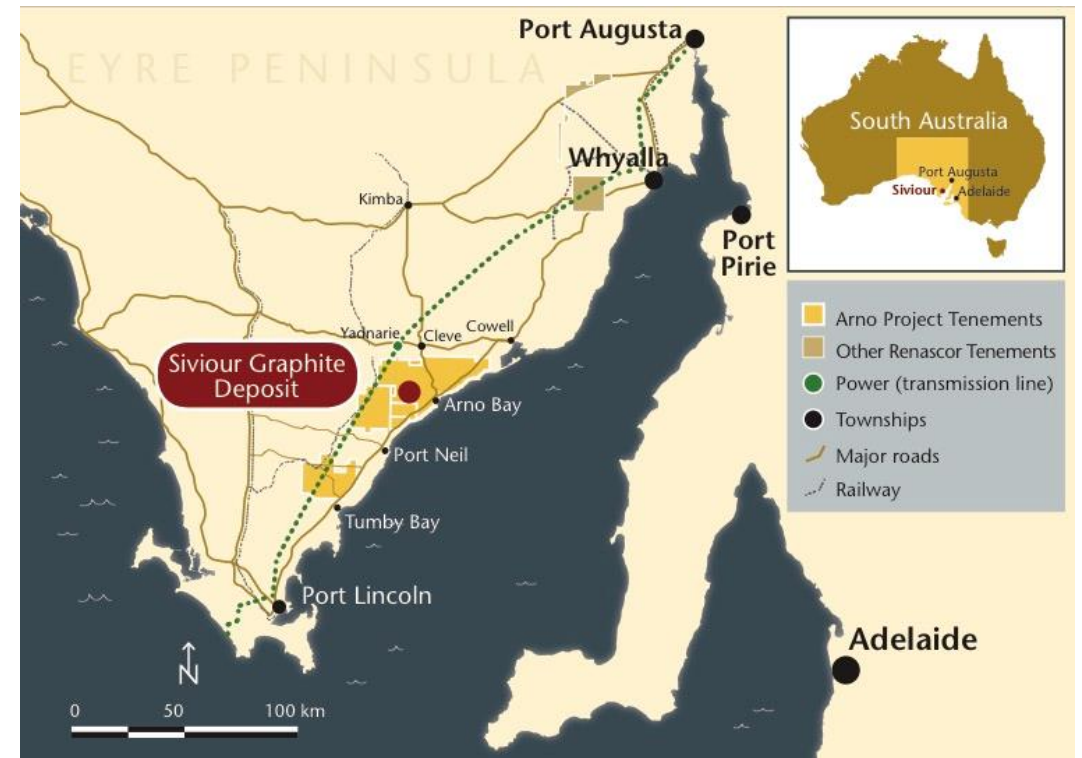 EYRE PENINSULA
Port Augusta
Whyalla
Kimba
Port
Pirie
Yadnarie
Cleve
Cowell
Siviour Graphite
Deposit
Arno Bay
Port Neil
Tumby Bay
Port Lincoln
Adelaide
N
0 50 100 km
South Australia
Port Augusta
Siviour
Adelaide
Arno Project Tenements
Other Renascor Tenements
Power (transmission line)
Townships
Major roads
Railway